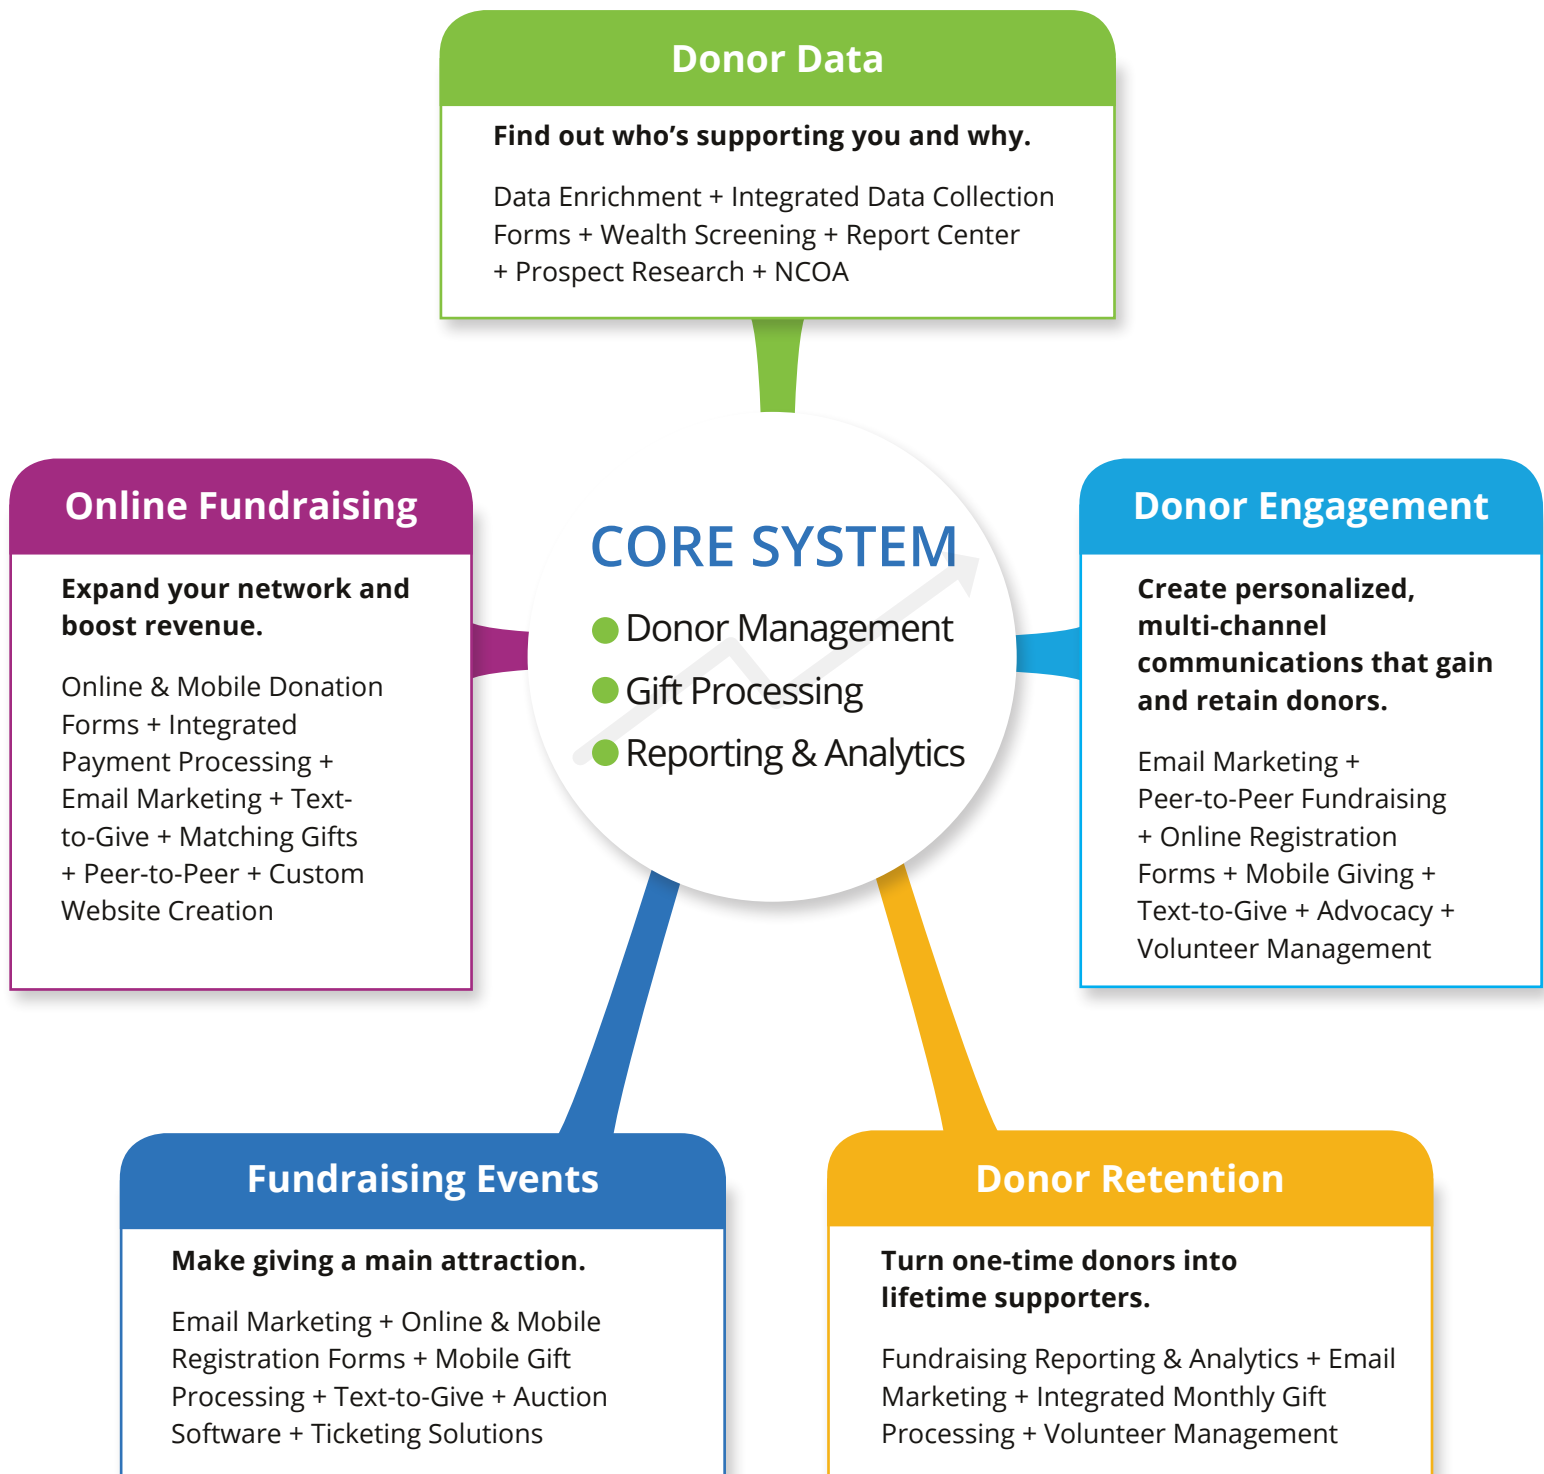 Donor Data
Find out who’s supporting you and why.
Data Enrichment + Integrated Data Collection
Forms + Wealth Screening + Report Center
+ Prospect Research + NCOA
Online Fundraising
Expand your network and
boost revenue.
Online & Mobile Donation
Forms + Integrated
Payment Processing +
Email Marketing + Text-
to-Give + Matching Gifts
+ Peer-to-Peer + Custom
Website Creation
CORE SYSTEM
Donor Management
Gift Processing
Reporting & Analytics
Donor Engagement
Create personalized,
multi-channel
communications that gain
and retain donors.
Email Marketing +
Peer-to-Peer Fundraising
+ Online Registration
Forms + Mobile Giving +
Text-to-Give + Advocacy +
Volunteer Management
Fundraising Events
Make giving a main attraction.
Email Marketing + Online & Mobile
Registration Forms + Mobile Gift
Processing + Text-to-Give + Auction
Software + Ticketing Solutions
Donor Retention
Turn one-time donors into
lifetime supporters.
Fundraising Reporting & Analytics + Email
Marketing + Integrated Monthly Gift
Processing + Volunteer Management